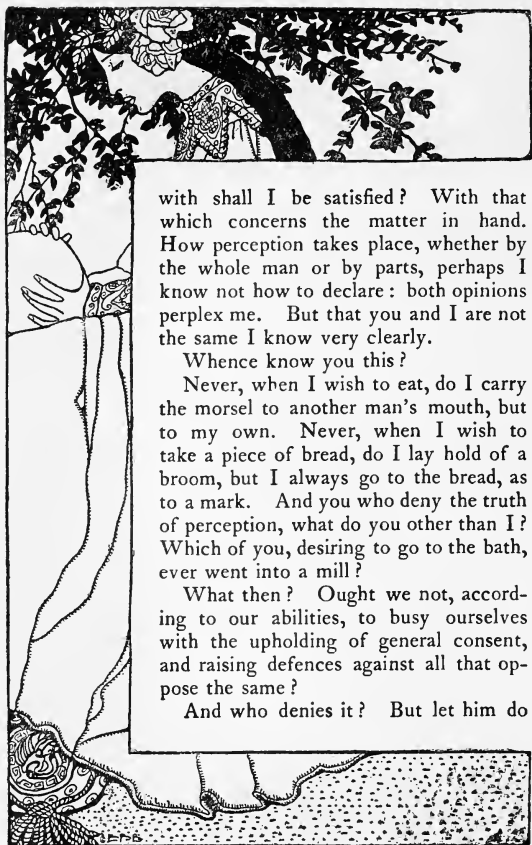 with shall I be satisfied? With that
which concerns the matter in hand.
How perception takes place, whether by
the whole man or by parts, perhaps I
know not how to declare: both opinions
perplex me. But that you and I are not
the same I know very clearly.
Whence know you this?
Never, when I wish to eat, do I carry
the morsel to another man's mouth, but
to my own. Never, when I wish to
take a piece of bread, do I lay hold of a
broom, but I always go to the bread, as
to a mark. And you who deny the truth
of perception, what do you other than I?
Which of you, desiring to go to the bath,
ever went into a mill?
What then? Ought we not, accord-
ing to our abilities, to busy ourselves
with the upholding of general consent,
and raising defences against all that op-
pose the same?
And who denies it? But let him do